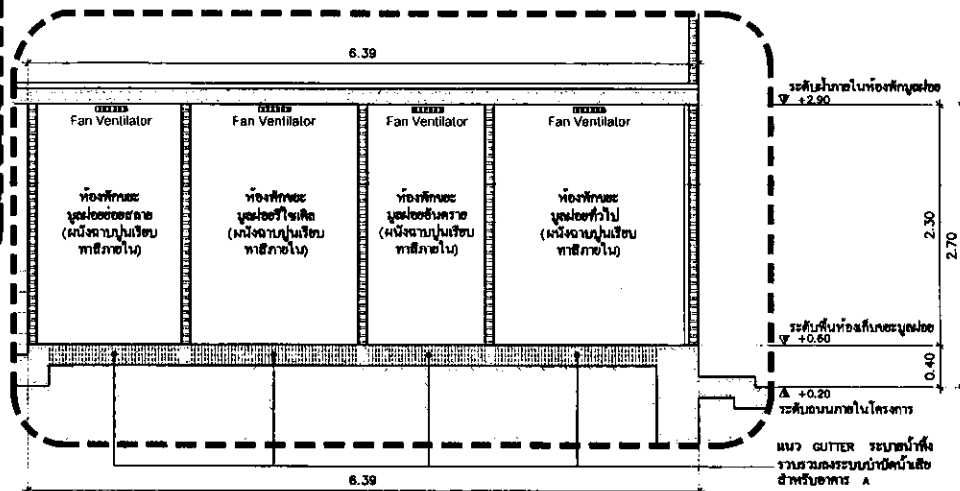 6.39
ระดับฝ้าภายในห้องพักมูลฝอย
+2.90
Fan Ventilator
Fan Ventilator
Fan Ventilator
Fan Ventilator
ห้องพักขยะ
มูลฝอยย่อยสลาย
(ผนังฉาบปูนเรียบ
ทาสีภายใน)
ห้องพักขยะ
มูลฝอยรีไซเคิล
(ผนังฉาบปูนเรียบ
ทาสีภายใน)
ห้องพักขยะ
มูลฝอยอันตราย
(ผนังฉาบปูนเรียบ
ทาสีภายใน)
ห้องพักขยะ
มูลฝอยทั่วไป
(ผนังฉาบปูนเรียบ
ทาสีภายใน)
2.30
2.70
ระดับพื้นห้องเก็บขยะมูลฝอย
+0.60
0.40
+0.20
ระดับถนนภายในโครงการ
แนว GUTTER ระบายน้ำทิ้ง
รวบรวมลงระบบบำบัดน้ำเสีย
สำหรับอาคาร A
6.39